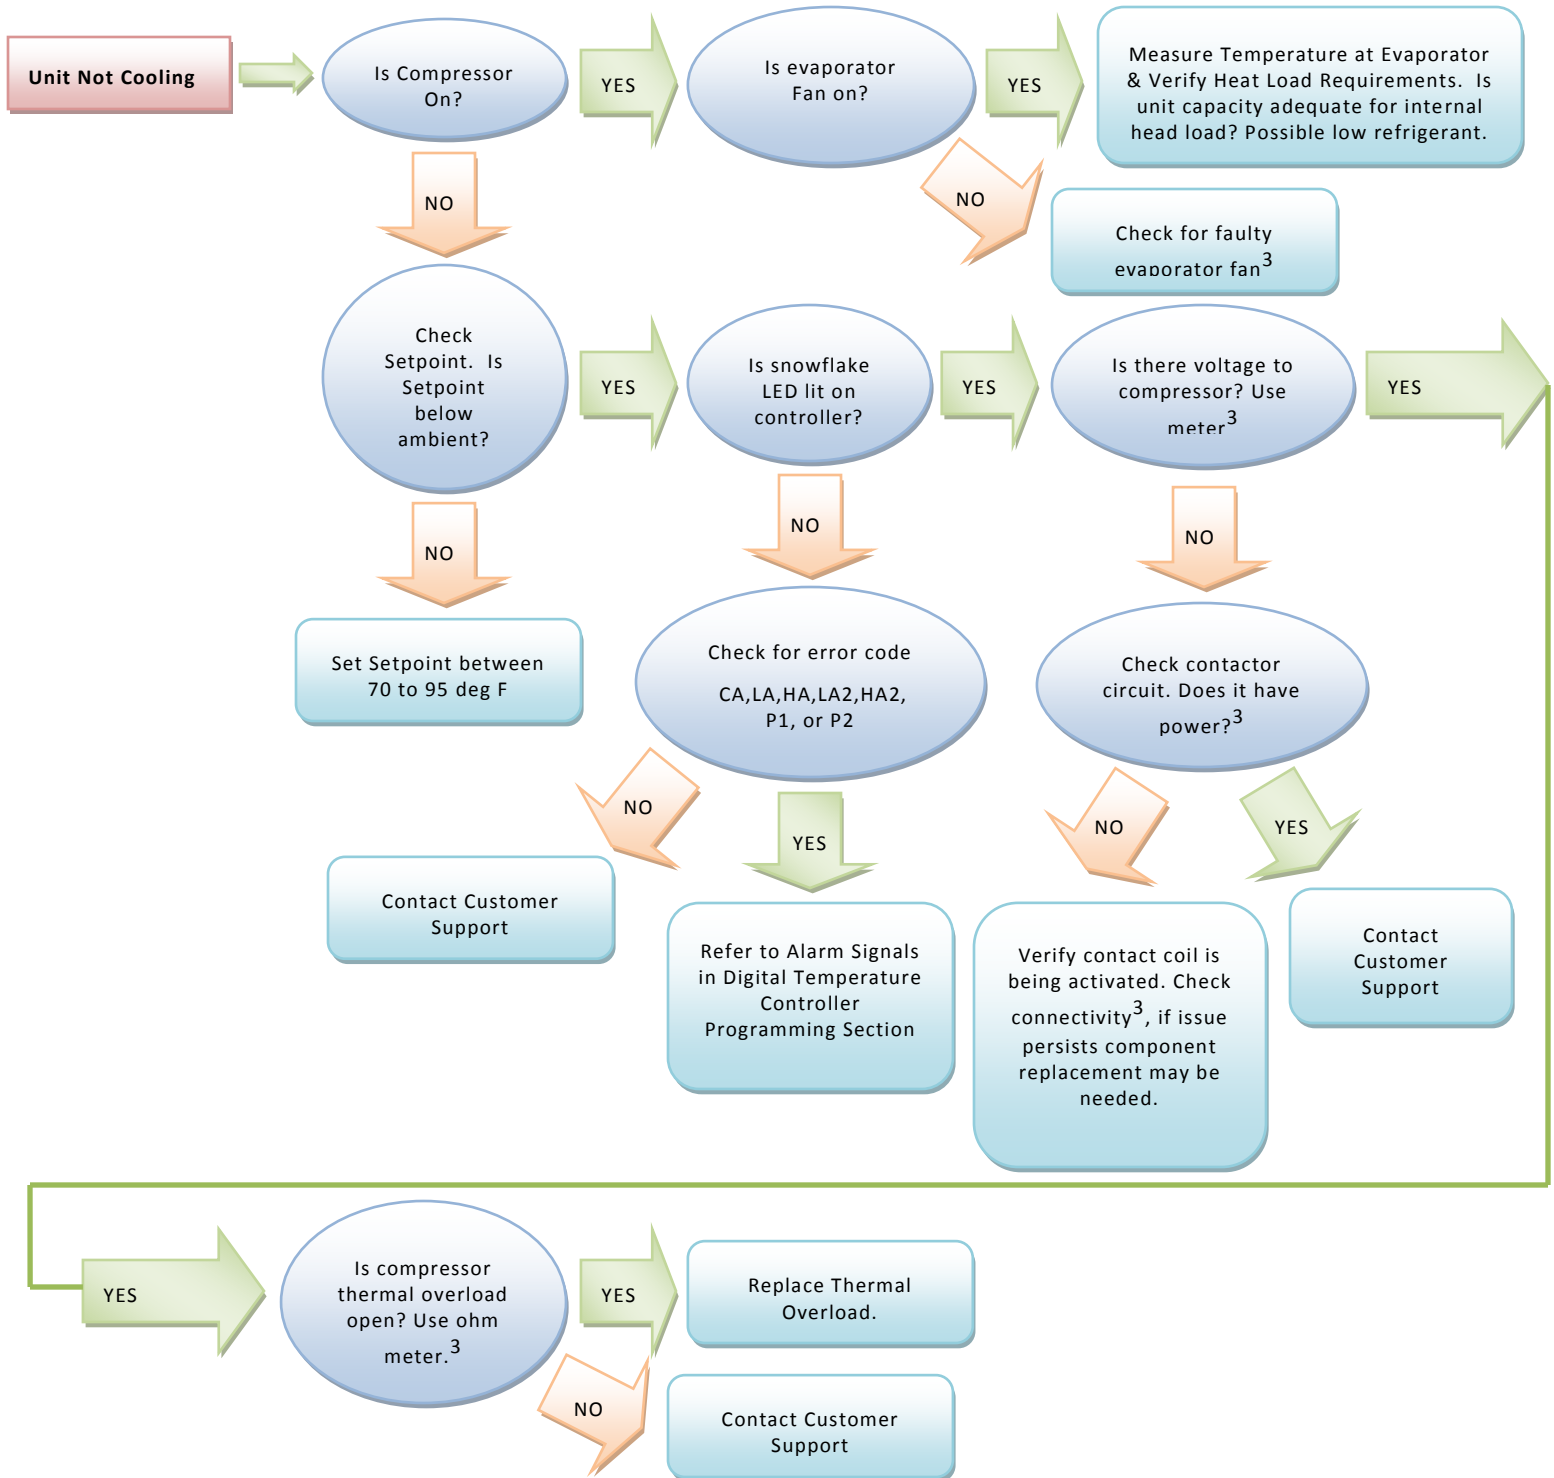 Unit Not Cooling
Is Compressor
On?
YES
Is evaporator
Fan on?
YES
Measure Temperature at Evaporator
& Verify Heat Load Requirements. Is
unit capacity adequate for internal
head load? Possible low refrigerant.
NO
NO
Check for faulty
evaporator fan3
Check
Setpoint. Is
Setpoint
below
ambient?
YES
Is snowflake
LED lit on
controller?
YES
Is there voltage to
compressor? Use
meter3
YES
NO
NO
NO
Set Setpoint between
70 to 95 deg F
Check for error code
CA,LA,HA,LA2,HA2,
P1, or P2
Check contactor
circuit. Does it have
power?3
NO
YES
NO
YES
Contact Customer
Support
Refer to Alarm Signals
in Digital Temperature
Controller
Programming Section
Verify contact coil is
being activated. Check
connectivity3, if issue
persists component
replacement may be
needed.
Contact
Customer
Support
YES
Is compressor
thermal overload
open? Use ohm
meter.3
YES
Replace Thermal
Overload.
NO
Contact Customer
Support